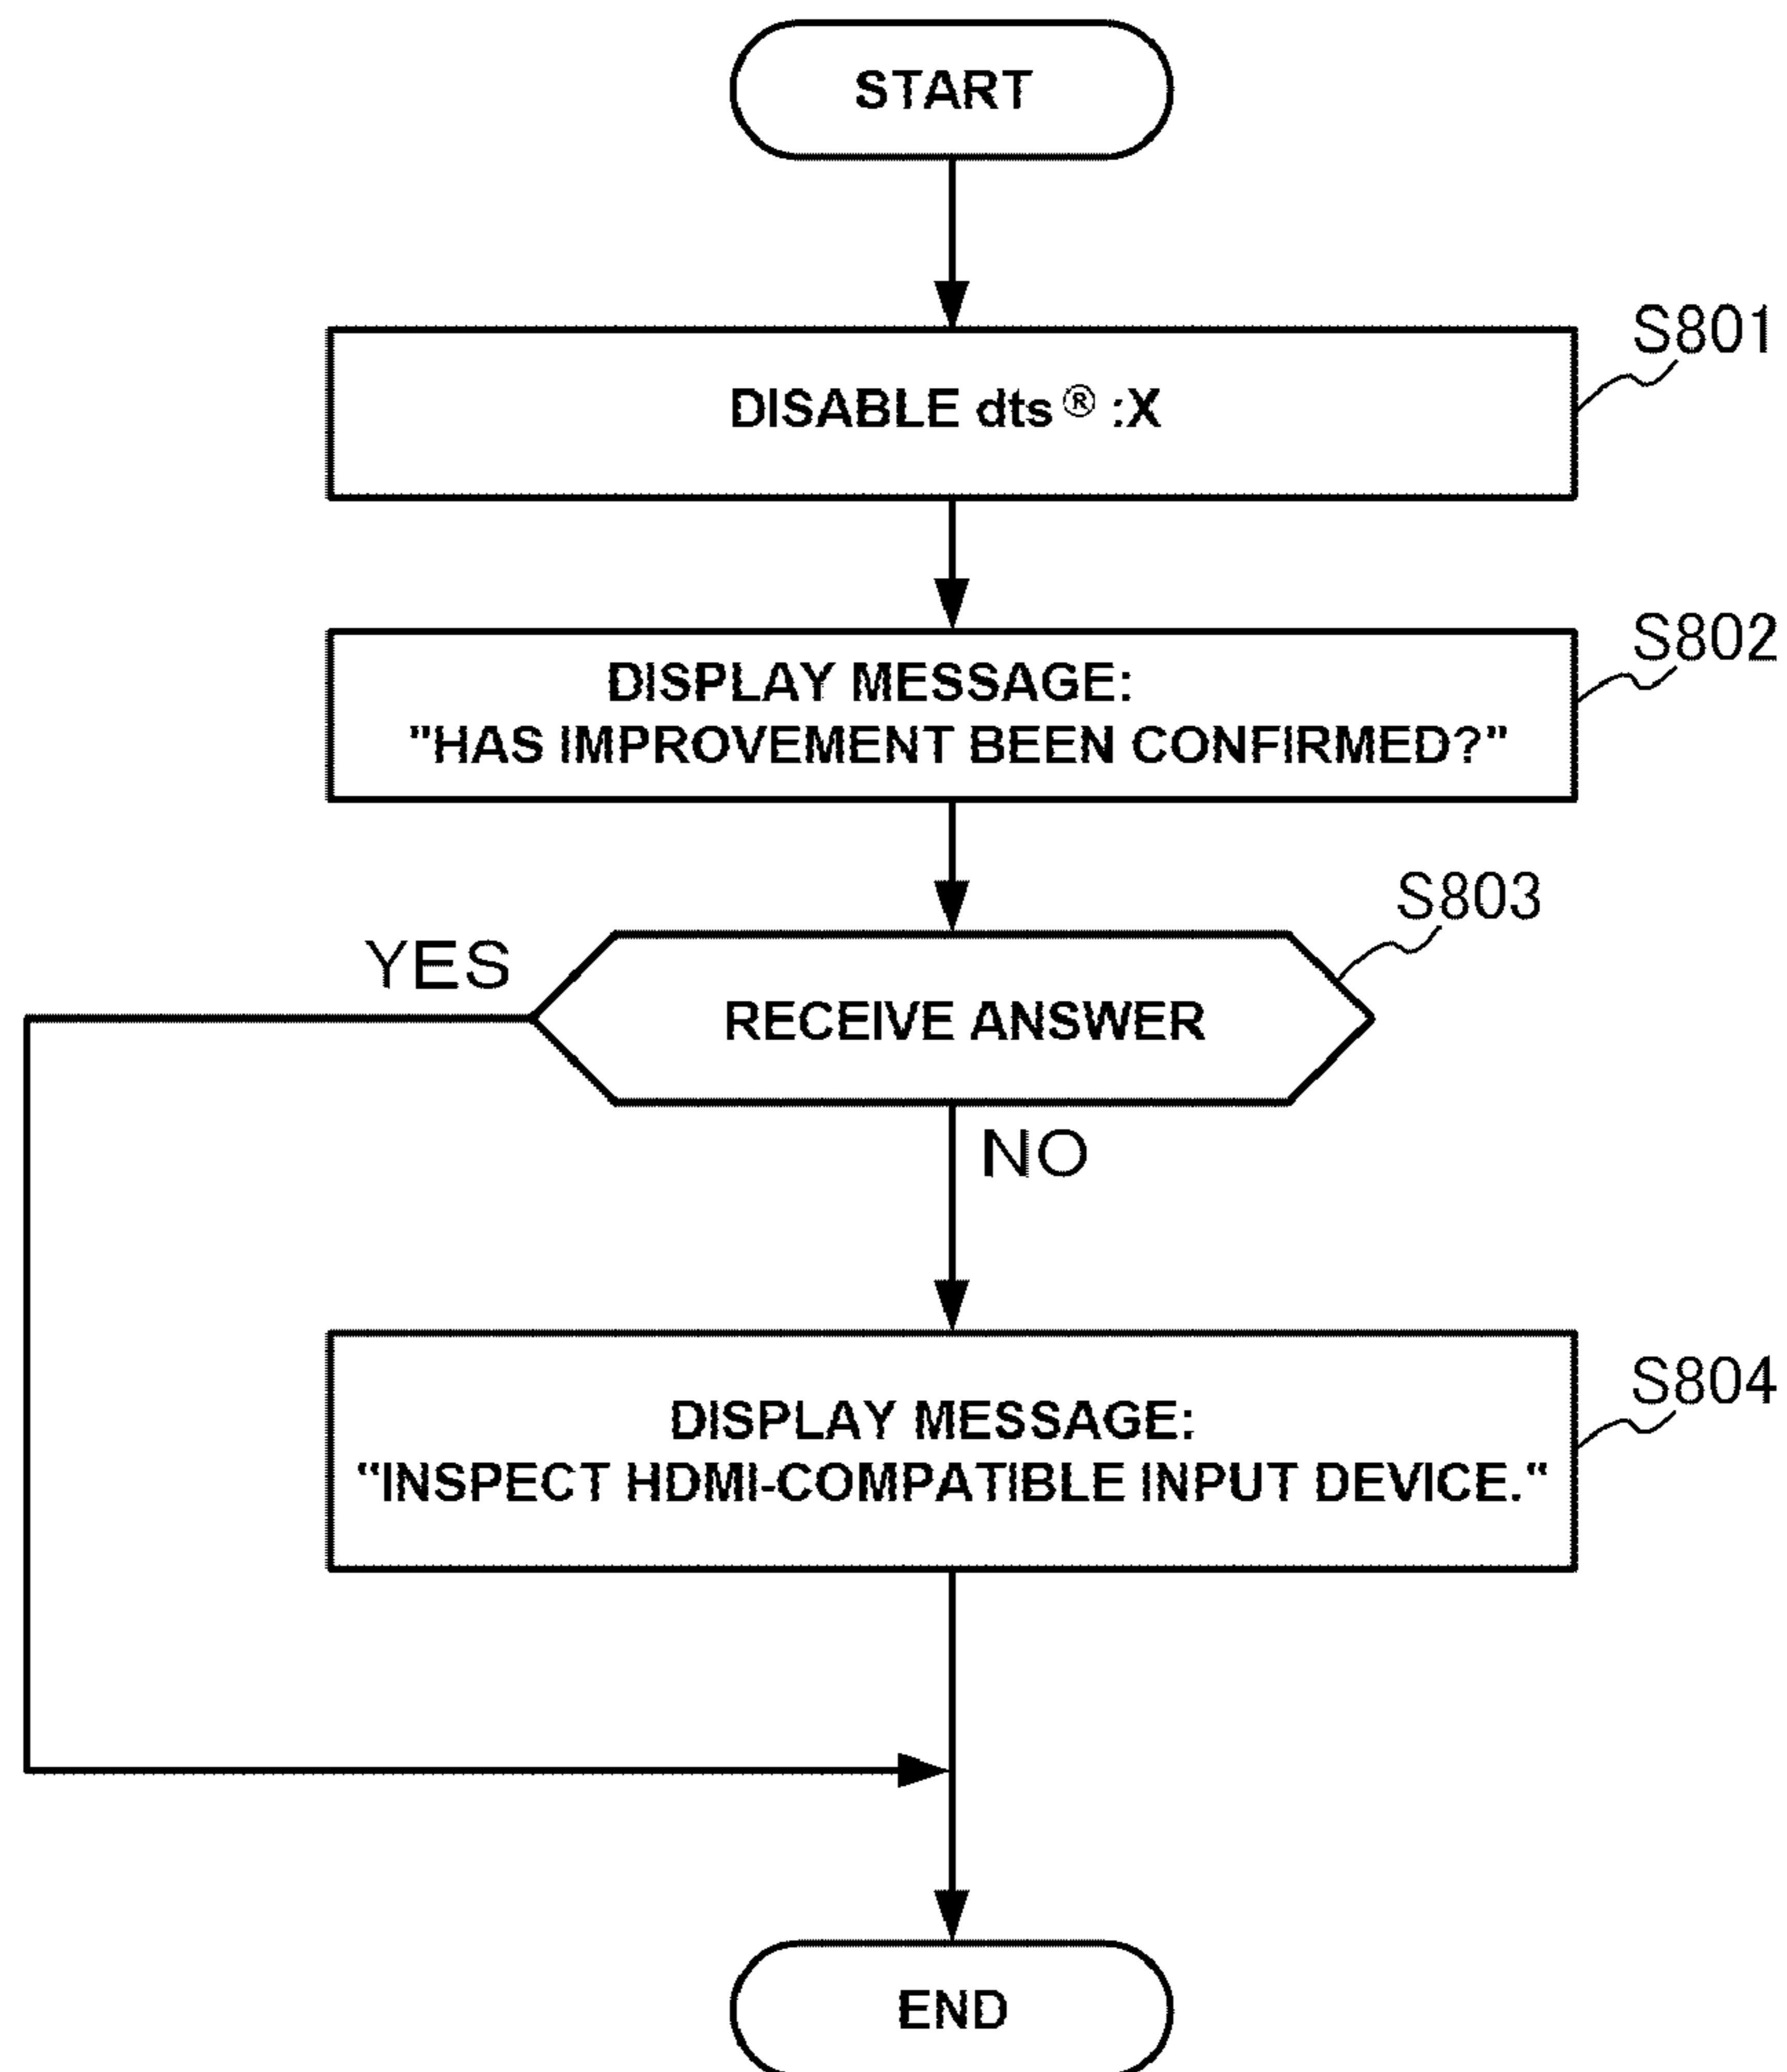 START
S801
DISABLE dts® :X
S802
DISPLAY MESSAGE:
"HAS IMPROVEMENT BEEN CONFIRMED?"
S803
YES
RECEIVE ANSWER
NO
S804
DISPLAY MESSAGE:
“INSPECT HDMI-COMPATIBLE INPUT DEVICE.“
END